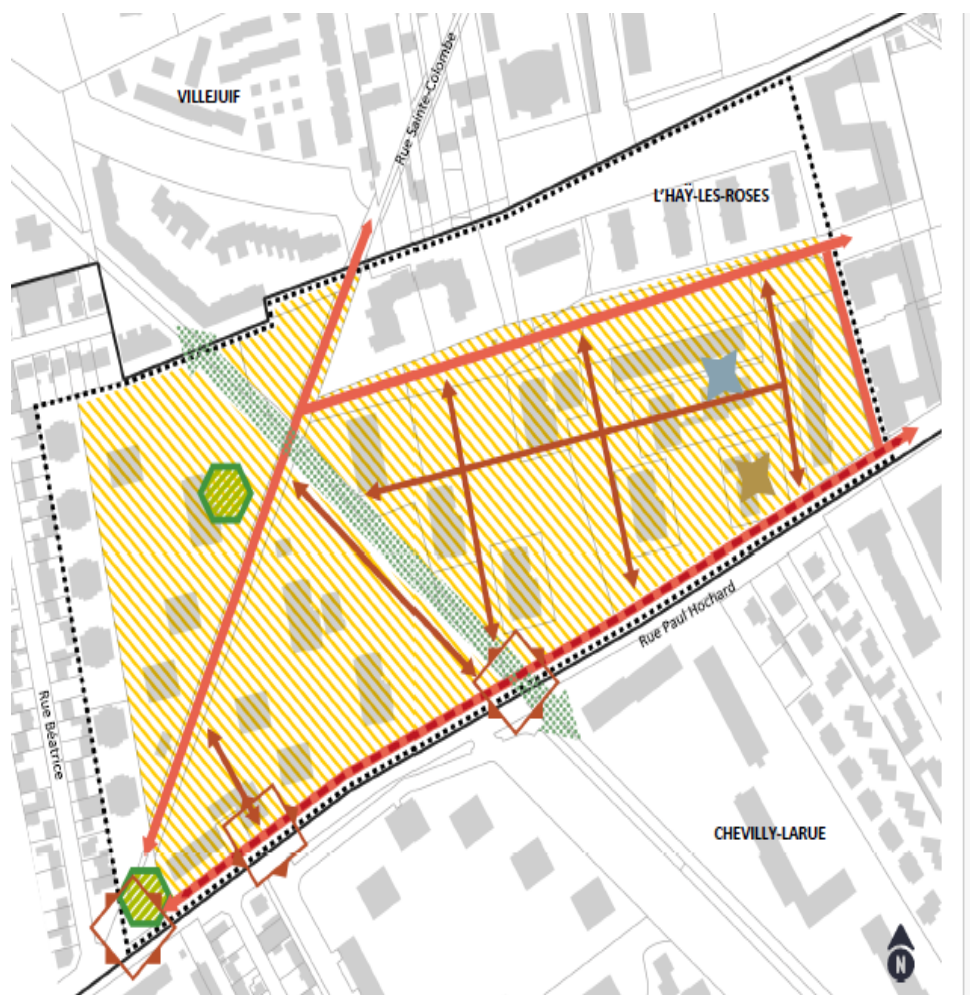 VILLEJUIF
Rue Sainte-Colombe
L'HAŸ-LES-ROSES
Rue Paul Hochard
Rue Béatrice
CHEVILLY-LARUE
N